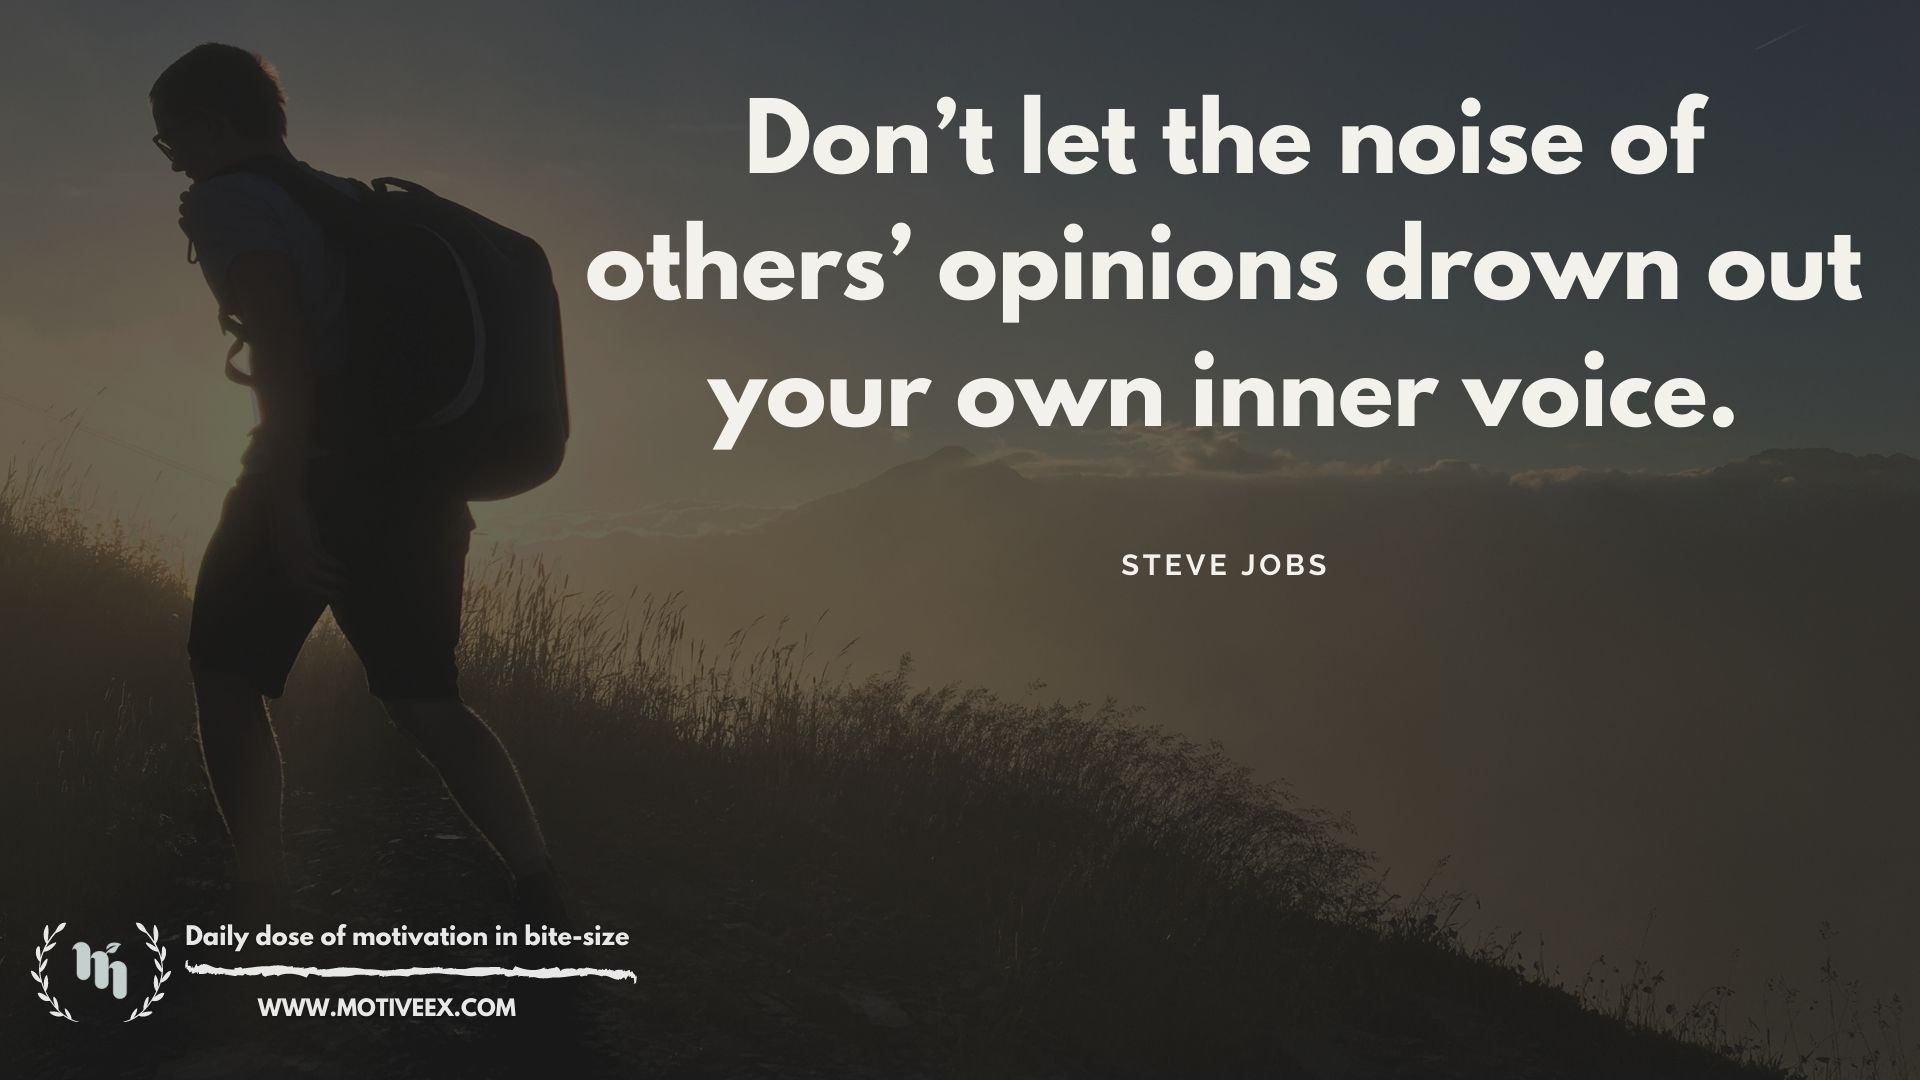 Don’t let the noise of
others’ opinions drown out
your own inner voice.
STEVE JOBS
Daily dose of motivation in bite-size
WWW.MOTIVEEX.COM